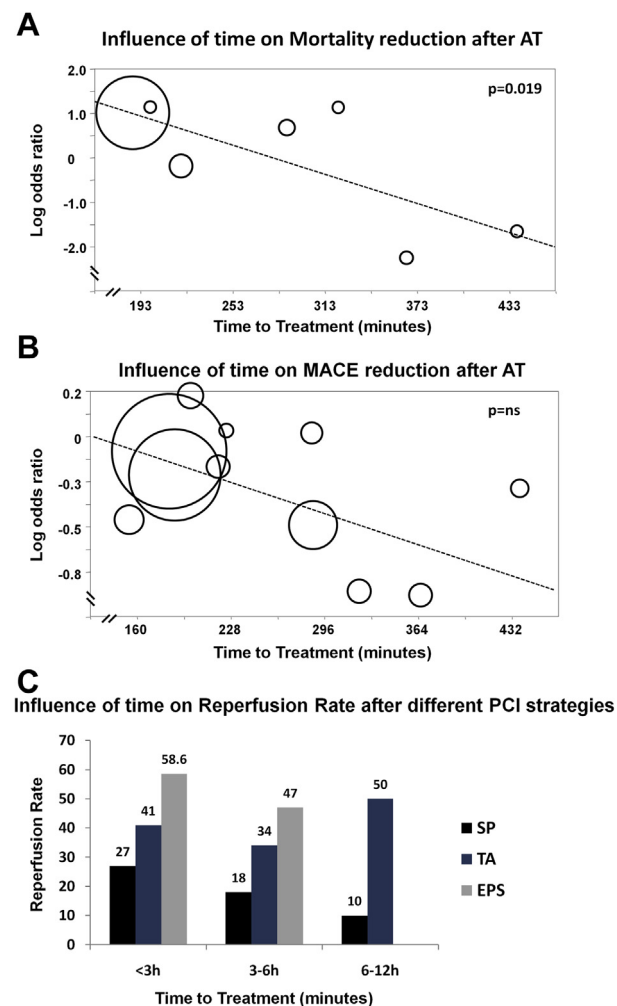 A
Influence of time on Mortality reduction after AT
2.0
p=0.019
1.0
0
-1.0
-2.0
Log odds ratio
193 253 313 373 433
Time to Treatment (minutes)
B
Influence of time on MACE reduction after AT
0.2
p=ns
0
-0.3
-0.5
-0.8
Log odds ratio
160 228 296 364 432
Time to Treatment (minutes)
C
Influence of time on Reperfusion Rate after different PCI strategies
70
60
50
40
30
20
10
0
Reperfusion Rate
27 41 58.6
18 34 47
10 50
SP
TA
EPS
<3h 3-6h 6-12h
Time to Treatment (minutes)